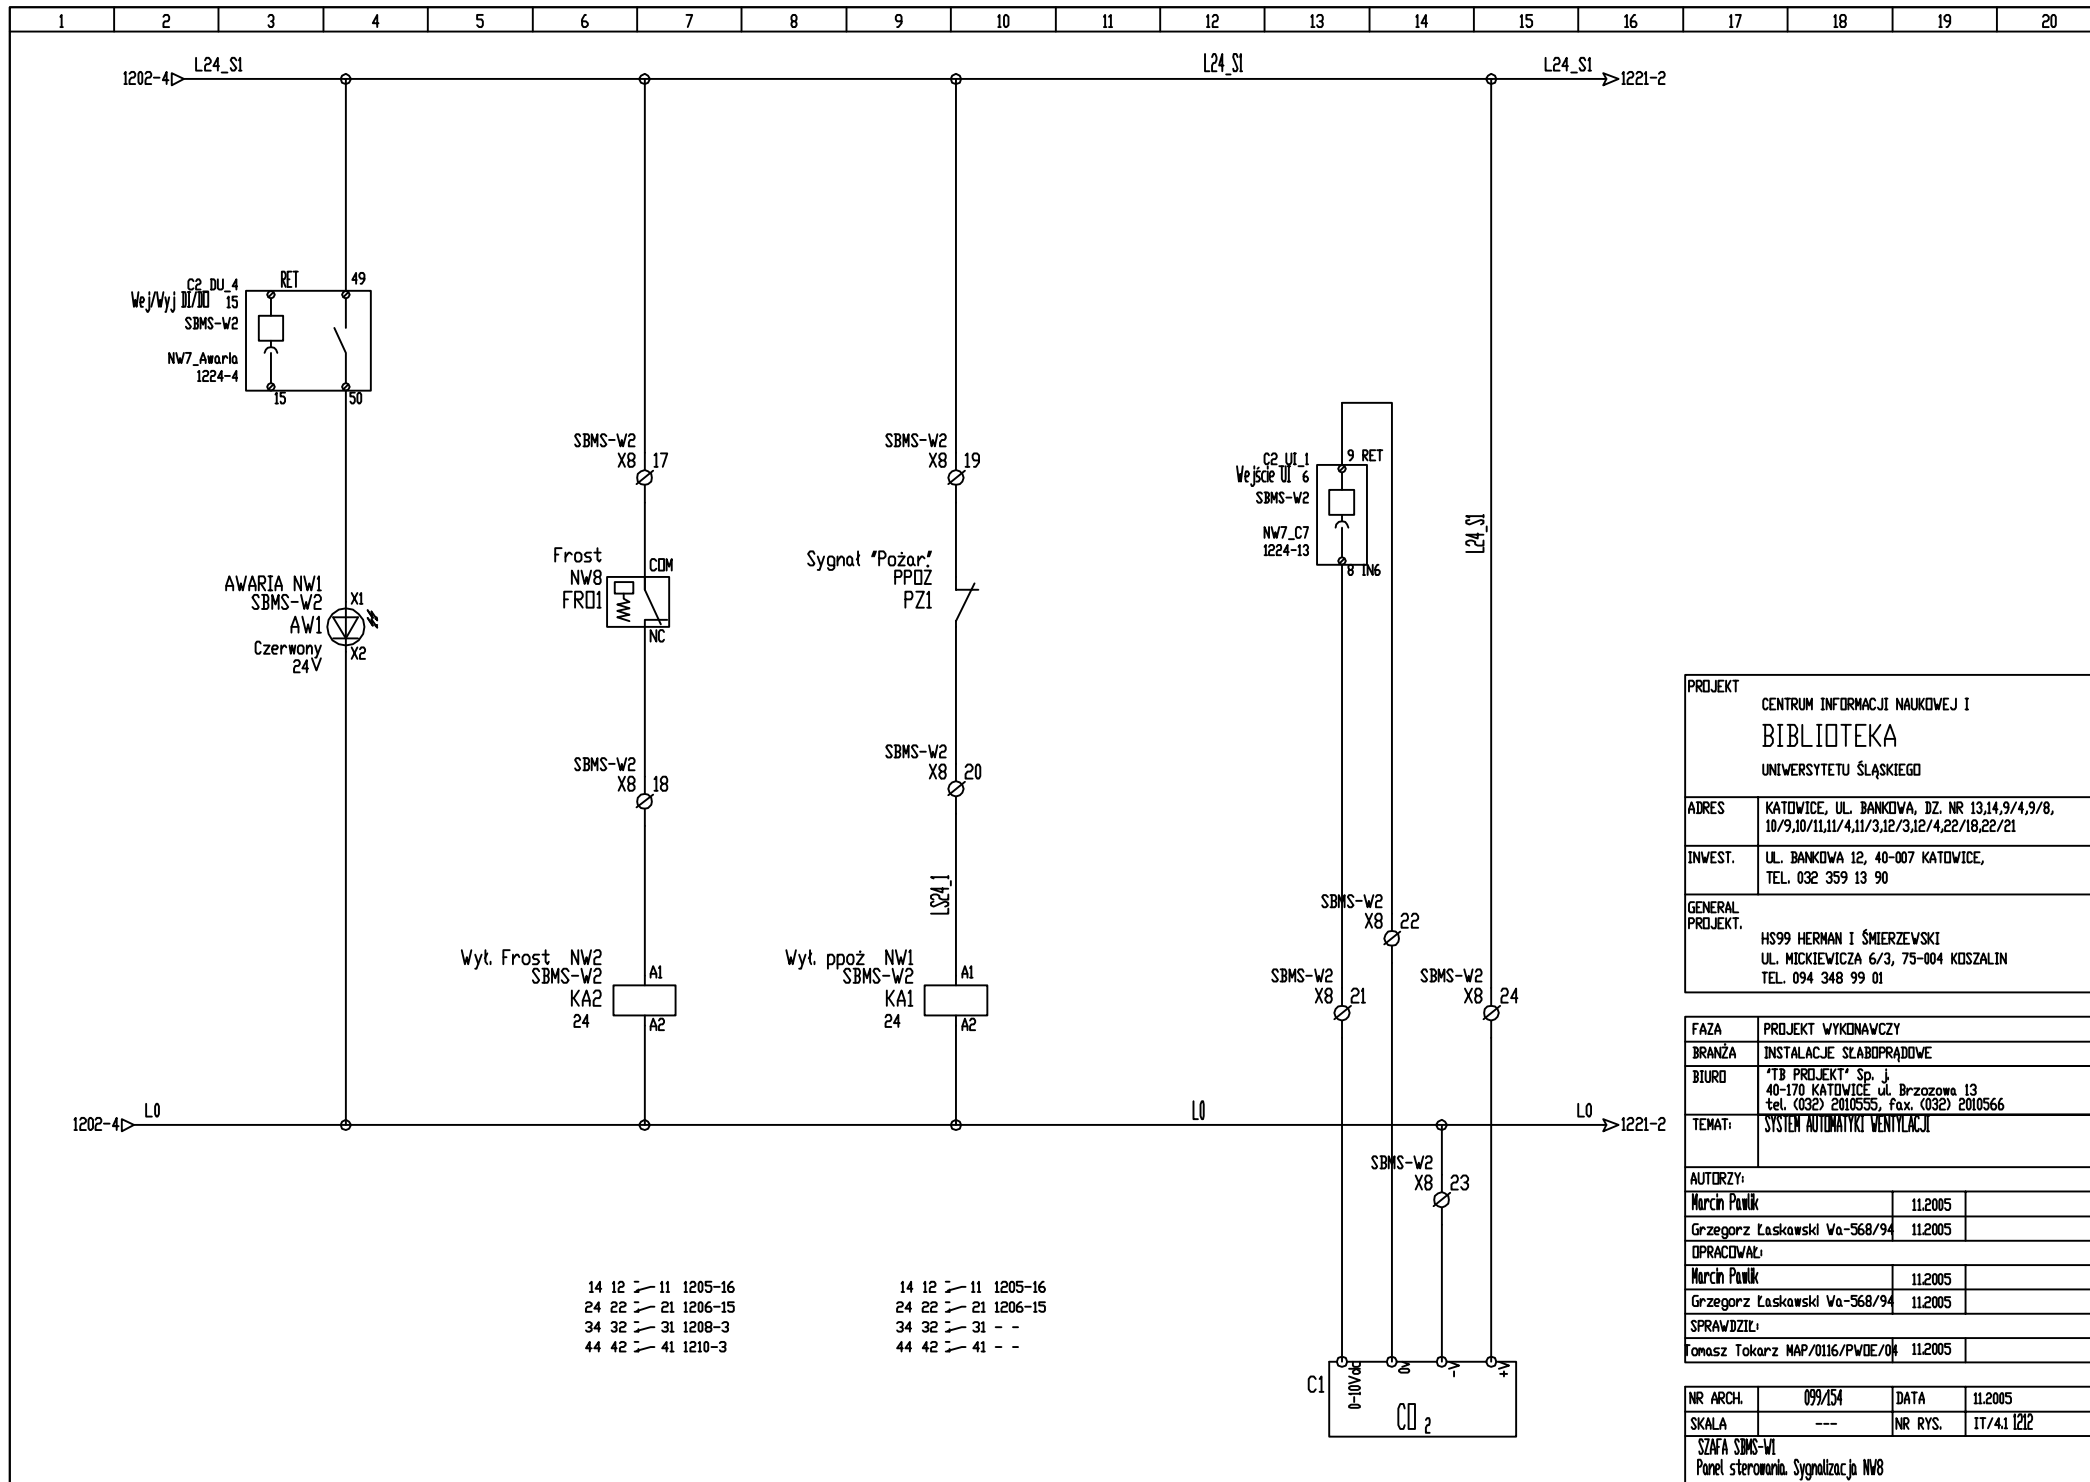 1 2 3 4 5 6 7 8 9 10 11 12 13 14 15 16 17 18 19 20
1202-4 L24_S1 L24_S1 L24_S1 1221-2
C2_DU_4 RET 49
Wej/Wyj DI/DO 15
SBMS-W2
NW7_Awaria
1224-4
15 50
AWARIA NW1
SBMS-W2 X1
AW1
Czerwony X2
24V
SBMS-W2
X8 17
Frost COM
NW8
FRO1
NC
SBMS-W2
X8 18
Wył. Frost NW2
SBMS-W2 A1
KA2
24 A2
SBMS-W2
X8 19
Sygnał "Pożar"
PPOŻ
PZ1
SBMS-W2
X8 20
LS24_1
Wył. ppoż NW1
SBMS-W2 A1
KA1
24 A2
C2_UI_1 9 RET
Wejście UI 6
SBMS-W2
NW7_C7
1224-13
8 IN6
L24_S1
SBMS-W2
X8 22
SBMS-W2
X8 21
SBMS-W2
X8 24
1202-4 L0 L0 L0 1221-2
SBMS-W2
X8 23
14 12 11 1205-16
24 22 21 1206-15
34 32 31 1208-3
44 42 41 1210-3
14 12 11 1205-16
24 22 21 1206-15
34 32 31 - -
44 42 41 - -
C1 0-10Vdc 0v -V +V
CO 2
PROJEKT
CENTRUM INFORMACJI NAUKOWEJ I
BIBLIOTEKA
UNIWERSYTETU ŚLĄSKIEGO
ADRES KATOWICE, UL. BANKOWA, DZ. NR 13,14,9/4,9/8,
10/9,10/11,11/4,11/3,12/3,12/4,22/18,22/21
INWEST. UL. BANKOWA 12, 40-007 KATOWICE,
TEL. 032 359 13 90
GENERAL
PROJEKT.
HS99 HERMAN I ŚMIERZEWSKI
UL. MICKIEWICZA 6/3, 75-004 KOSZALIN
TEL. 094 348 99 01
FAZA PROJEKT WYKONAWCZY
BRANŻA INSTALACJE SŁABOPRĄDOWE
BIURO "TB PROJEKT" Sp. j.
40-170 KATOWICE ul. Brzozowa 13
tel. (032) 2010555, fax. (032) 2010566
TEMAT: SYSTEM AUTOMATYKI WENTYLACJI
AUTORZY:
Marcin Pawlik 11.2005
Grzegorz Łaskawski Wa-568/94 11.2005
OPRACOWAŁ:
Marcin Pawlik 11.2005
Grzegorz Łaskawski Wa-568/94 11.2005
SPRAWDZIŁ:
Tomasz Tokarz MAP/0116/PWOE/04 11.2005
NR ARCH. 099/154 DATA 11.2005
SKALA --- NR RYS. IT/4.1 1212
SZAFA SBMS-W1
Panel sterowania. Sygnalizacja NW8